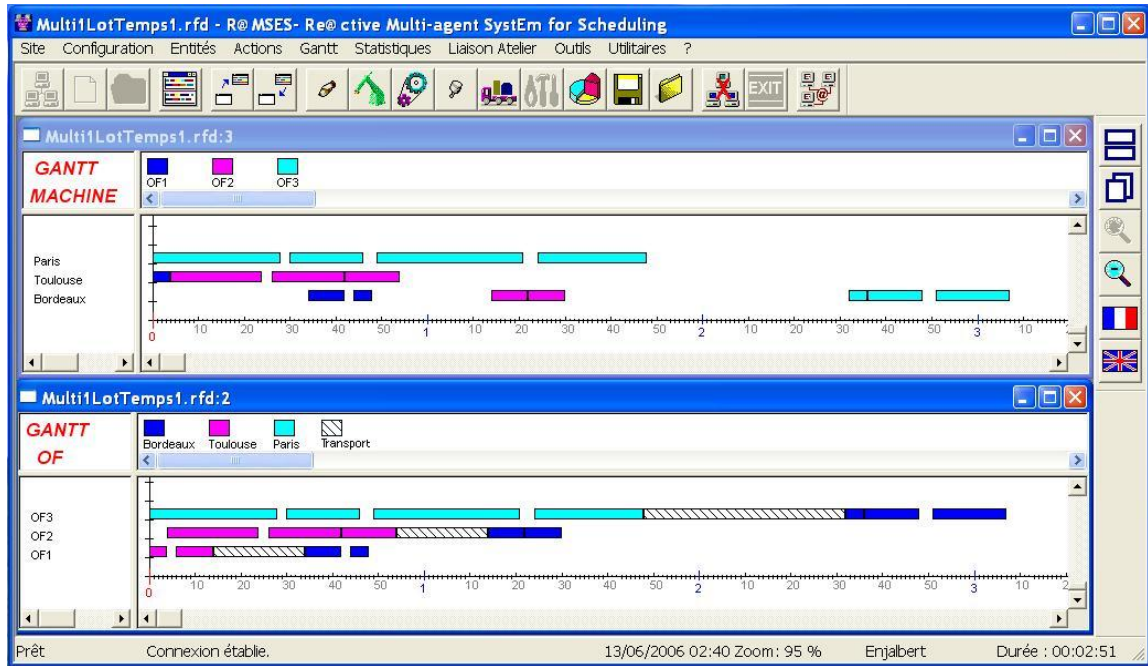 Multi1LotTemps1.rfd - R@MSES- Re@ctive Multi-agent SystEm for Scheduling
Site Configuration Entités Actions Gantt Statistiques Liaison Atelier Outils Utilitaires ?
EXIT
Multi1LotTemps1.rfd:3
GANTT
MACHINE
OF1 OF2 OF3
Paris
Toulouse
Bordeaux
0 10 20 30 40 50 1 10 20 30 40 50 2 10 20 30 40 50 3 10
Multi1LotTemps1.rfd:2
GANTT
OF
Bordeaux Toulouse Paris Transport
OF3
OF2
OF1
0 10 20 30 40 50 1 10 20 30 40 50 2 10 20 30 40 50 3 10 2
Prêt Connexion établie. 13/06/2006 02:40 Zoom: 95 % Enjalbert Durée : 00:02:51